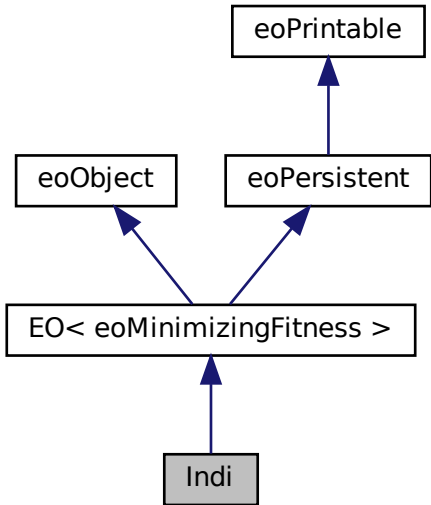 eoPrintable
eoObject
eoPersistent
EO< eoMinimizingFitness >
Indi